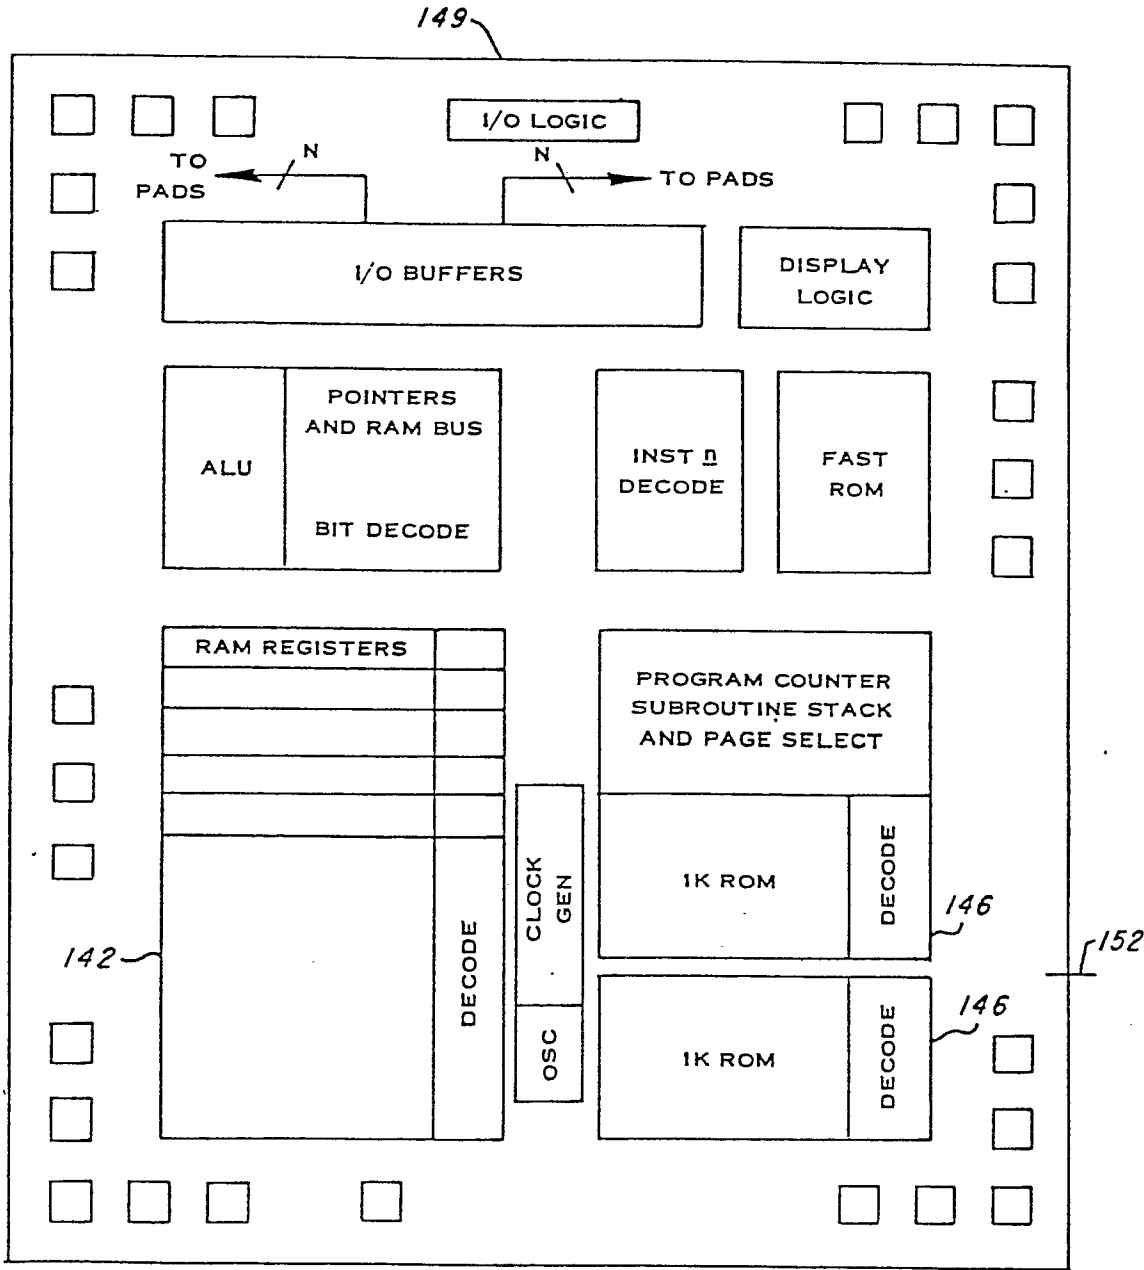 149
I/O LOGIC
N
N
TO
PADS
TO PADS
I/O BUFFERS
DISPLAY
LOGIC
ALU
POINTERS
AND RAM BUS
BIT DECODE
INST n
DECODE
FAST
ROM
RAM REGISTERS
PROGRAM COUNTER
SUBROUTINE STACK
AND PAGE SELECT
CLOCK
GEN
1K ROM
DECODE
146
142
DECODE
152
OSC
1K ROM
DECODE
146